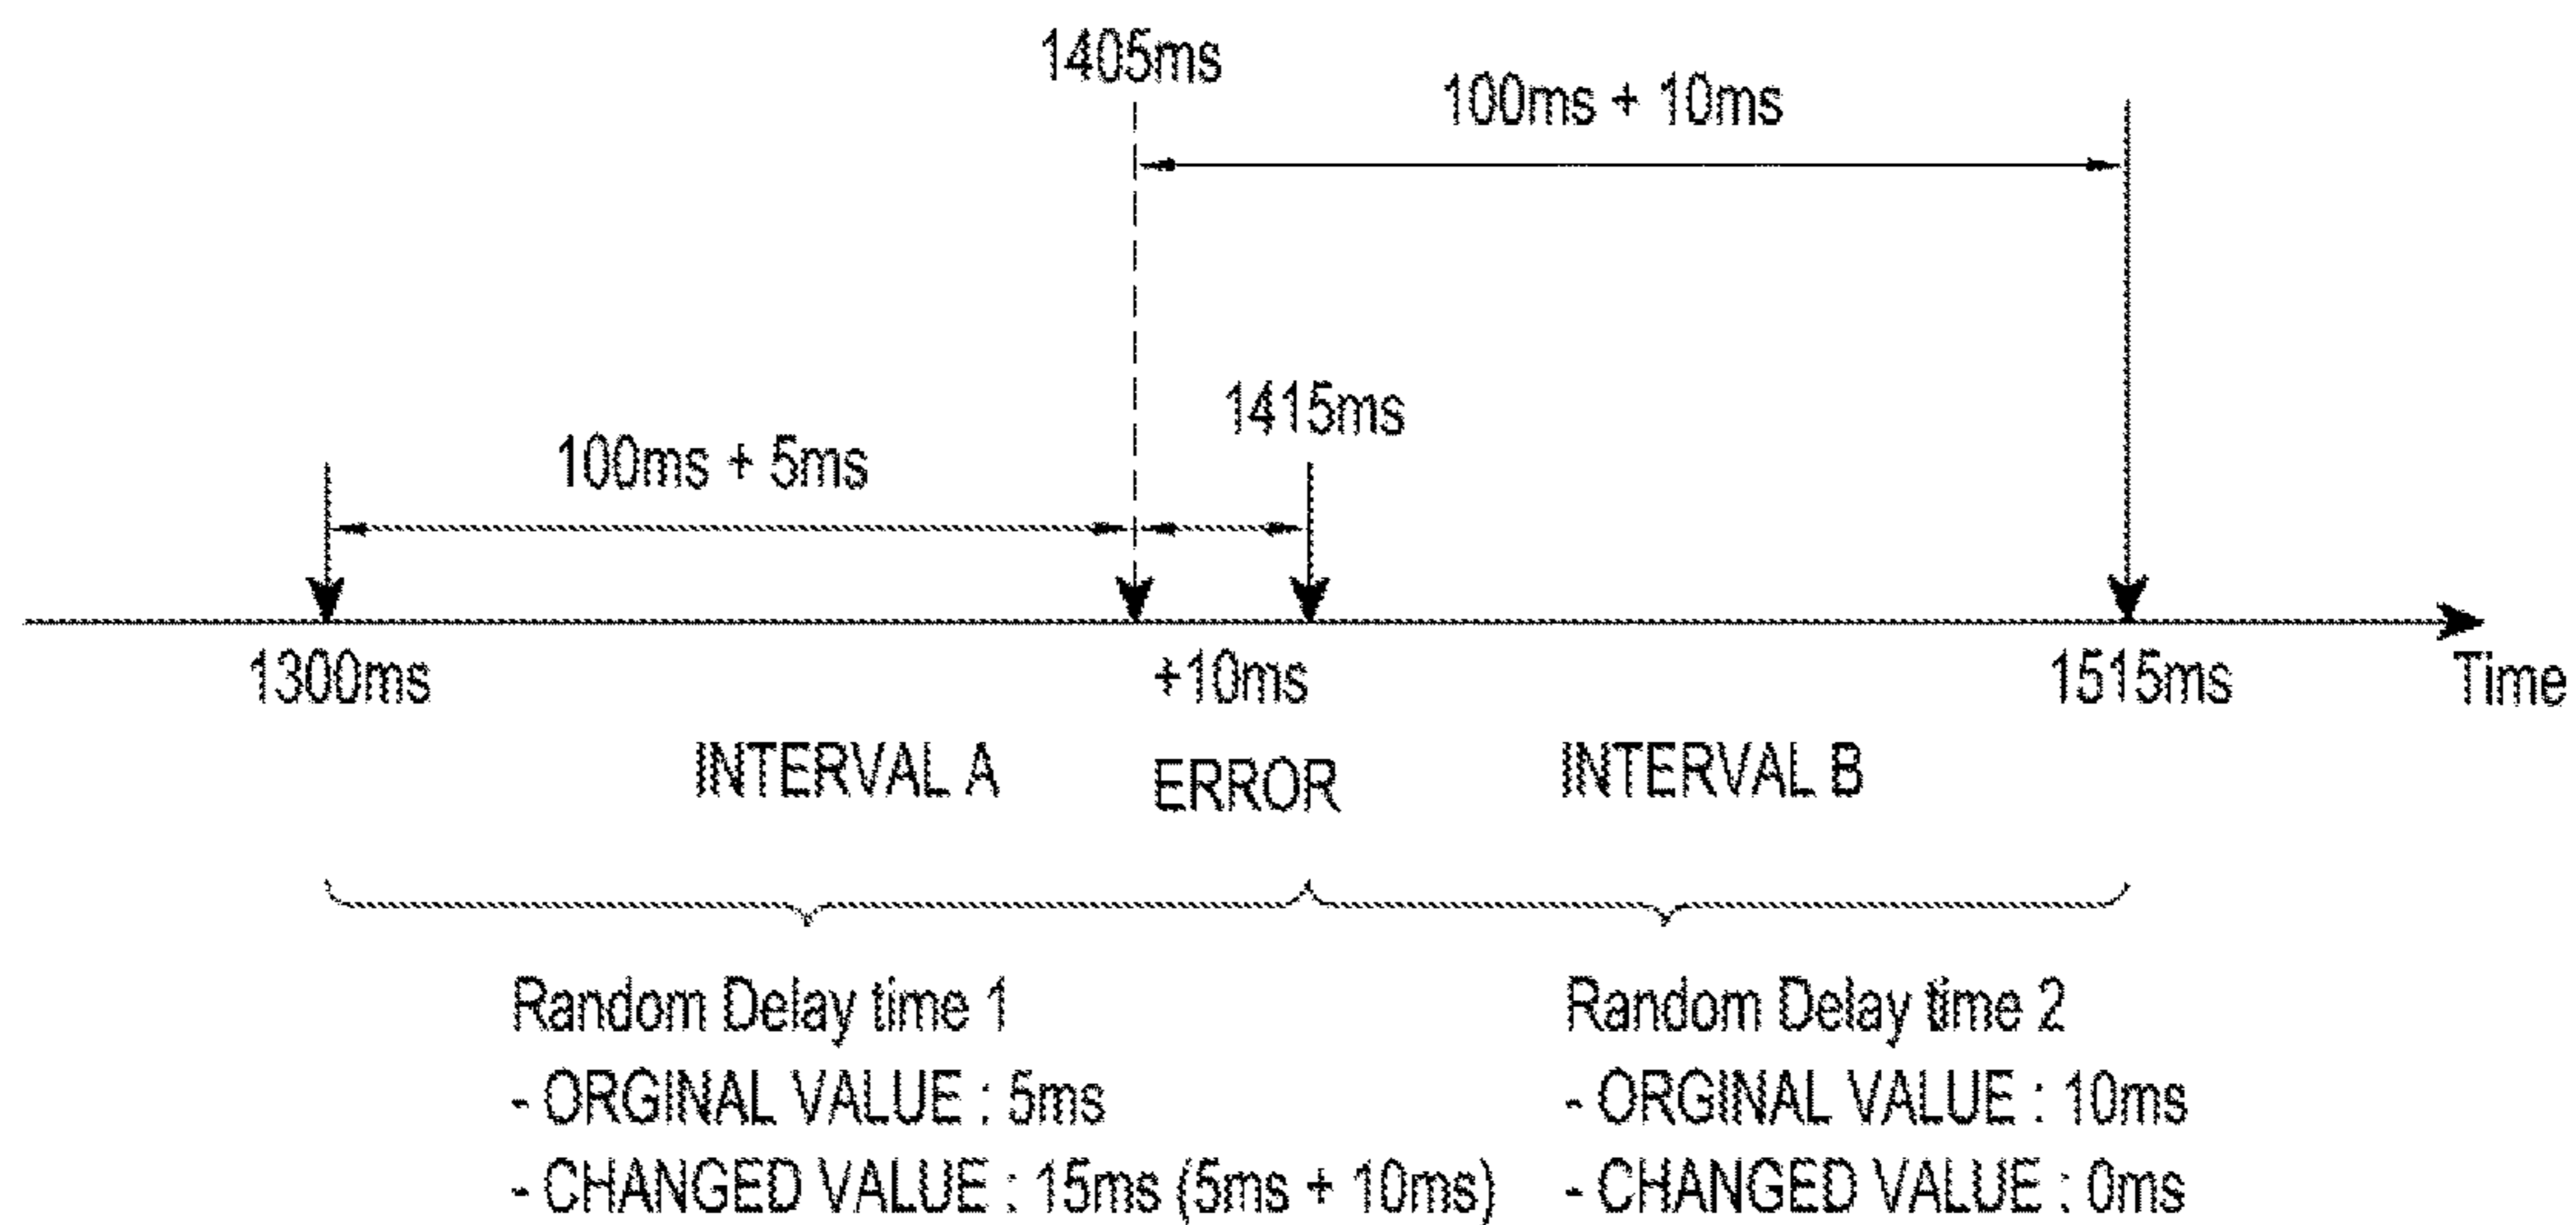 1405ms
100ms + 10ms
1415ms
100ms + 5ms
1300ms
+10ms
1515ms
Time
INTERVAL A
ERROR
INTERVAL B
Random Delay time 1
- ORGINAL VALUE : 5ms
- CHANGED VALUE : 15ms (5ms + 10ms)
Random Delay time 2
- ORGINAL VALUE : 10ms
- CHANGED VALUE : 0ms